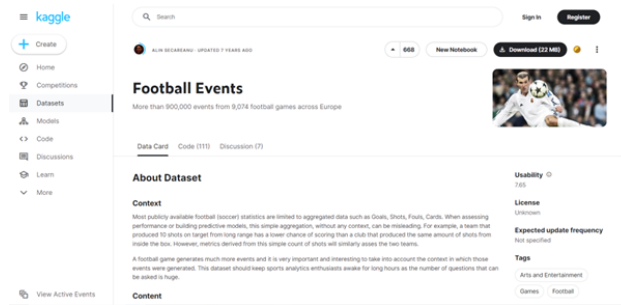 kaggle
Search
Sign In
Register
Create
ALIN SECAREANU · UPDATED 7 YEARS AGO
668
New Notebook
Download (22 MB)
Home
Competitions
Datasets
Models
Code
Discussions
Learn
More
View Active Events
Football Events
More than 900,000 events from 9,074 football games across Europe
Data Card Code (111) Discussion (7)
About Dataset
Context
Most publicly available football (soccer) statistics are limited to aggregated data such as Goals, Shots, Fouls, Cards. When assessing
performance or building predictive models, this simple aggregation, without any context, can be misleading. For example, a team that
produced 10 shots on target from long range has a lower chance of scoring than a club that produced the same amount of shots from
inside the box. However, metrics derived from this simple count of shots will similarly asses the two teams.
A football game generates much more events and it is very important and interesting to take into account the context in which those
events were generated. This dataset should keep sports analytics enthusiasts awake for long hours as the number of questions that can
be asked is huge.
Content
Usability
7.65
License
Unknown
Expected update frequency
Not specified
Tags
Arts and Entertainment
Games Football